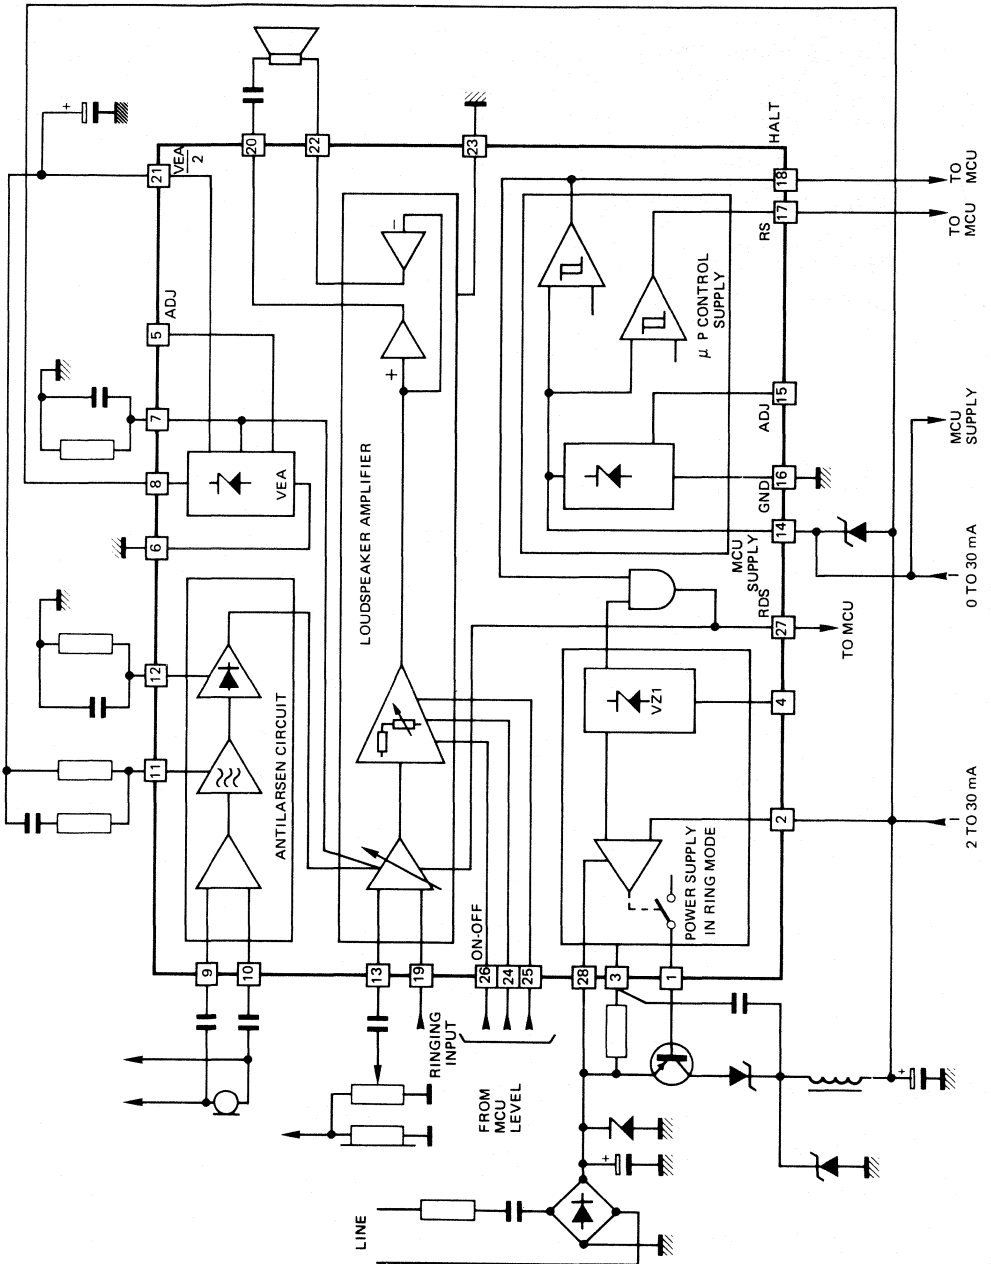 +
20
22
23
HALT
VEA
2
21
18
TO
MCU
17
TO
MCU
RS
ADJ
5
-
μ P CONTROL
SUPPLY
+
7
15
ADJ
MCU
SUPPLY
8
VEA
LOUDSPEAKER AMPLIFIER
16
GND
6
14
MCU
SUPPLY
I
0 TO 30 mA
RDS
27
TO MCU
12
ANTILARSEN CIRCUIT
VZ1
4
11
2
I
2 TO 30 mA
POWER SUPPLY
IN RING MODE
ON-OFF
9
10
13
19
26
24
25
28
3
1
RINGING
INPUT
FROM
MCU
LEVEL
+
+
LINE